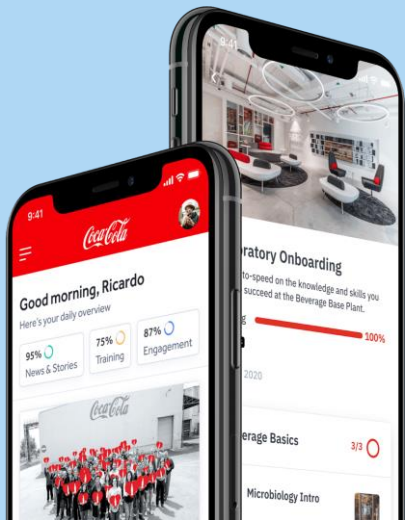 9:41
Coca-Cola
Good morning, Ricardo
Here's your daily overview
95%
News & Stories
75%
Training
87%
Engagement
Coca-Cola
9:41
ratory Onboarding
to-speed on the knowledge and skills you
succeed at the Beverage Base Plant.
g
100%
2020
erage Basics
3/3
Microbiology Intro